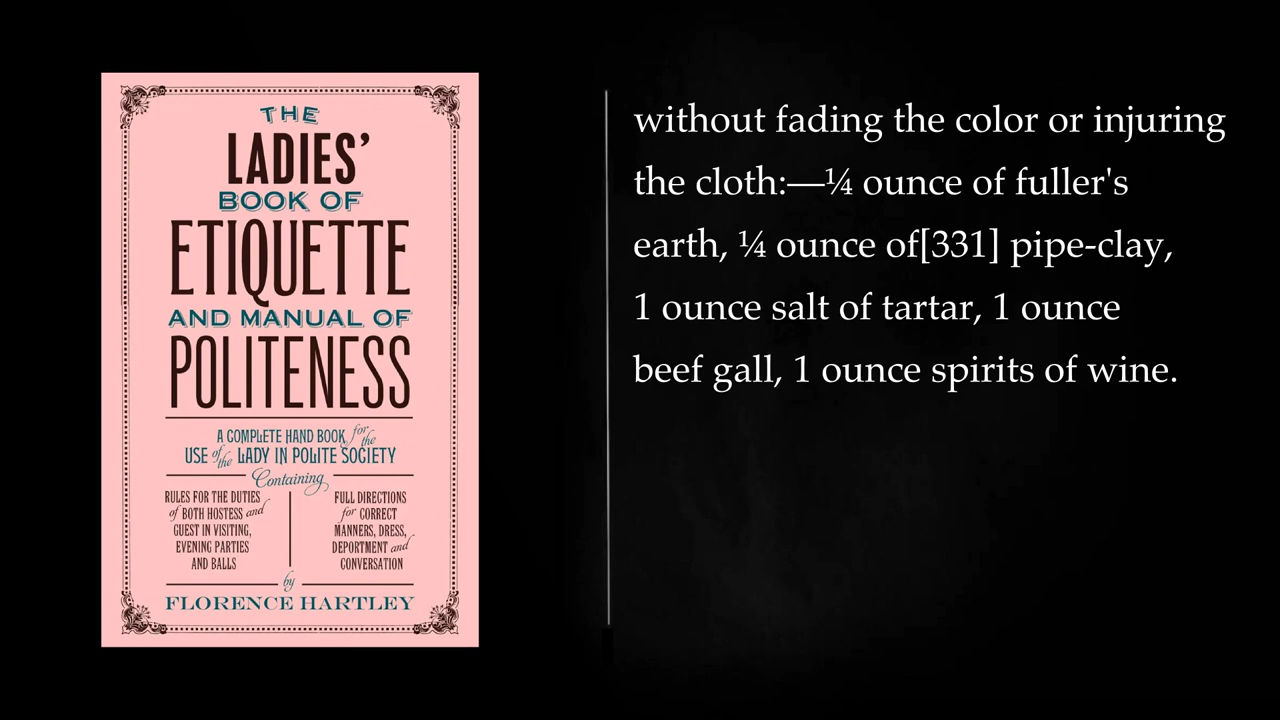 THE
LADIES'
BOOK OF
ETIQUETTE
AND MANUAL OF
POLITENESS
A COMPLETE HAND BOOK for the
USE of the LADY IN POLITE SOCIETY
Containing
RULES FOR THE DUTIES
of BOTH HOSTESS and
GUEST IN VISITING,
EVENING PARTIES
AND BALLS
FULL DIRECTIONS
for CORRECT
MANNERS, DRESS,
DEPORTMENT and
CONVERSATION
by
FLORENCE HARTLEY
without fading the color or injuring
the cloth:—¼ ounce of fuller's
earth, ¼ ounce of[331] pipe-clay,
1 ounce salt of tartar, 1 ounce
beef gall, 1 ounce spirits of wine.